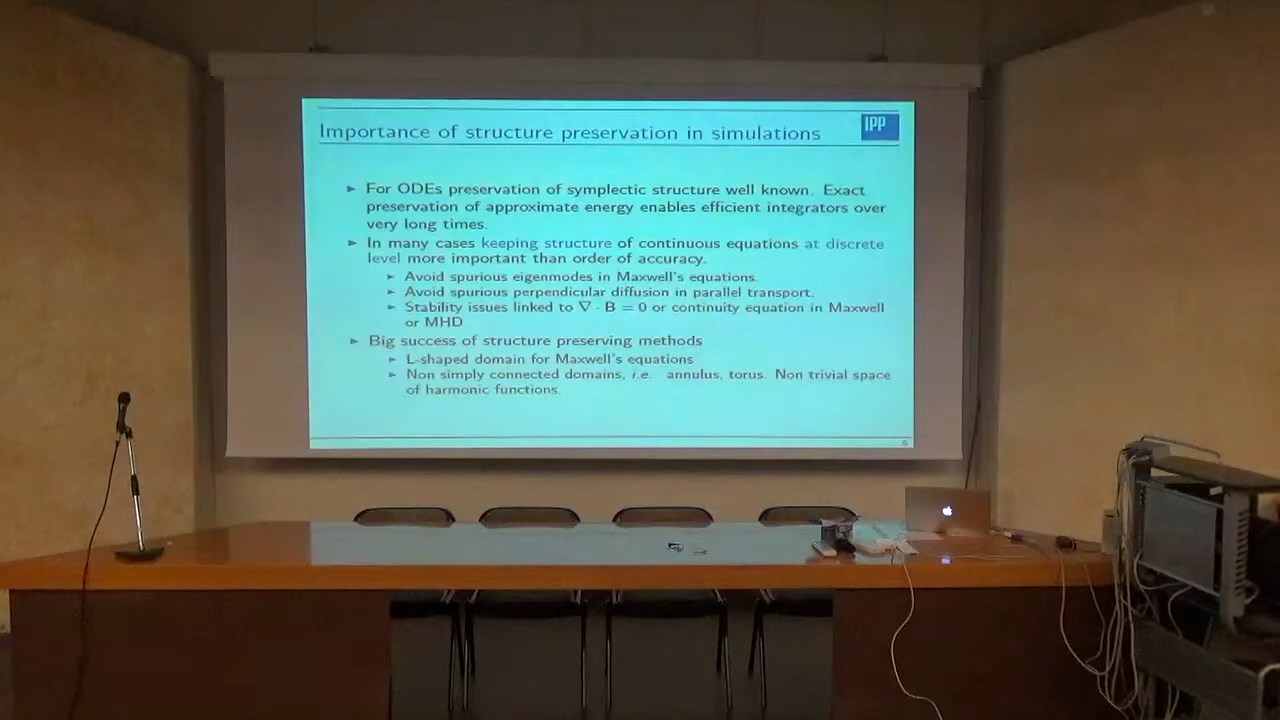 Importance of structure preservation in simulations
IPP
► For ODEs preservation of symplectic structure well known. Exact
preservation of approximate energy enables efficient integrators over
very long times.
► In many cases keeping structure of continuous equations at discrete
level more important than order of accuracy.
► Avoid spurious eigenmodes in Maxwell's equations.
► Avoid spurious perpendicular diffusion in parallel transport.
► Stability issues linked to ∇ · B = 0 or continuity equation in Maxwell
or MHD
► Big success of structure preserving methods
► L-shaped domain for Maxwell's equations
► Non simply connected domains, i.e. annulus, torus. Non trivial space
of harmonic functions.